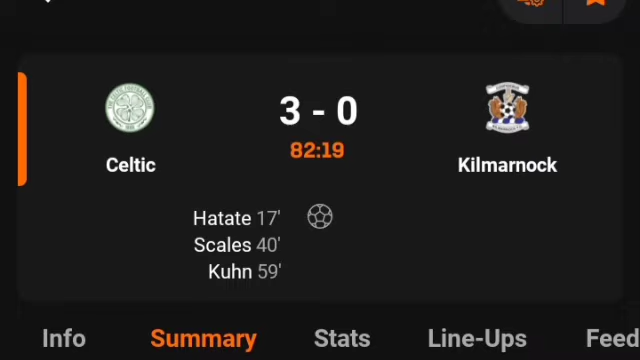 3 - 0
82:19
Celtic
Kilmarnock
Hatate 17'
Scales 40'
Kuhn 59'
Info Summary Stats Line-Ups Feed